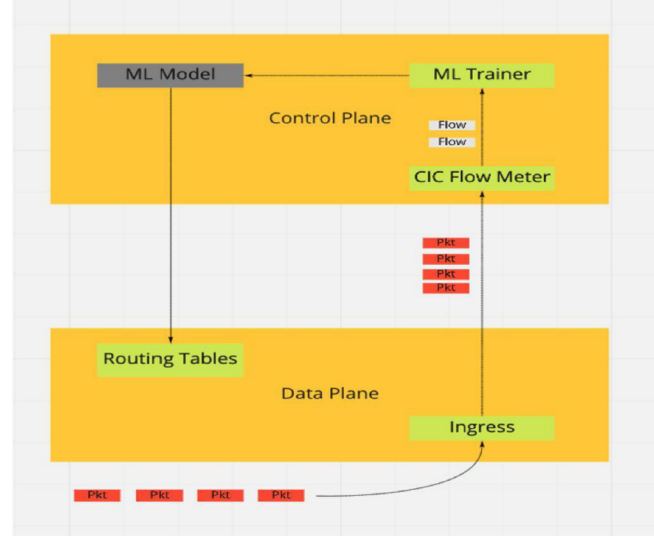 ML Model
ML Trainer
Control Plane
Flow
Flow
CIC Flow Meter
Pkt
Pkt
Pkt
Pkt
Routing Tables
Data Plane
Ingress
Pkt Pkt Pkt Pkt